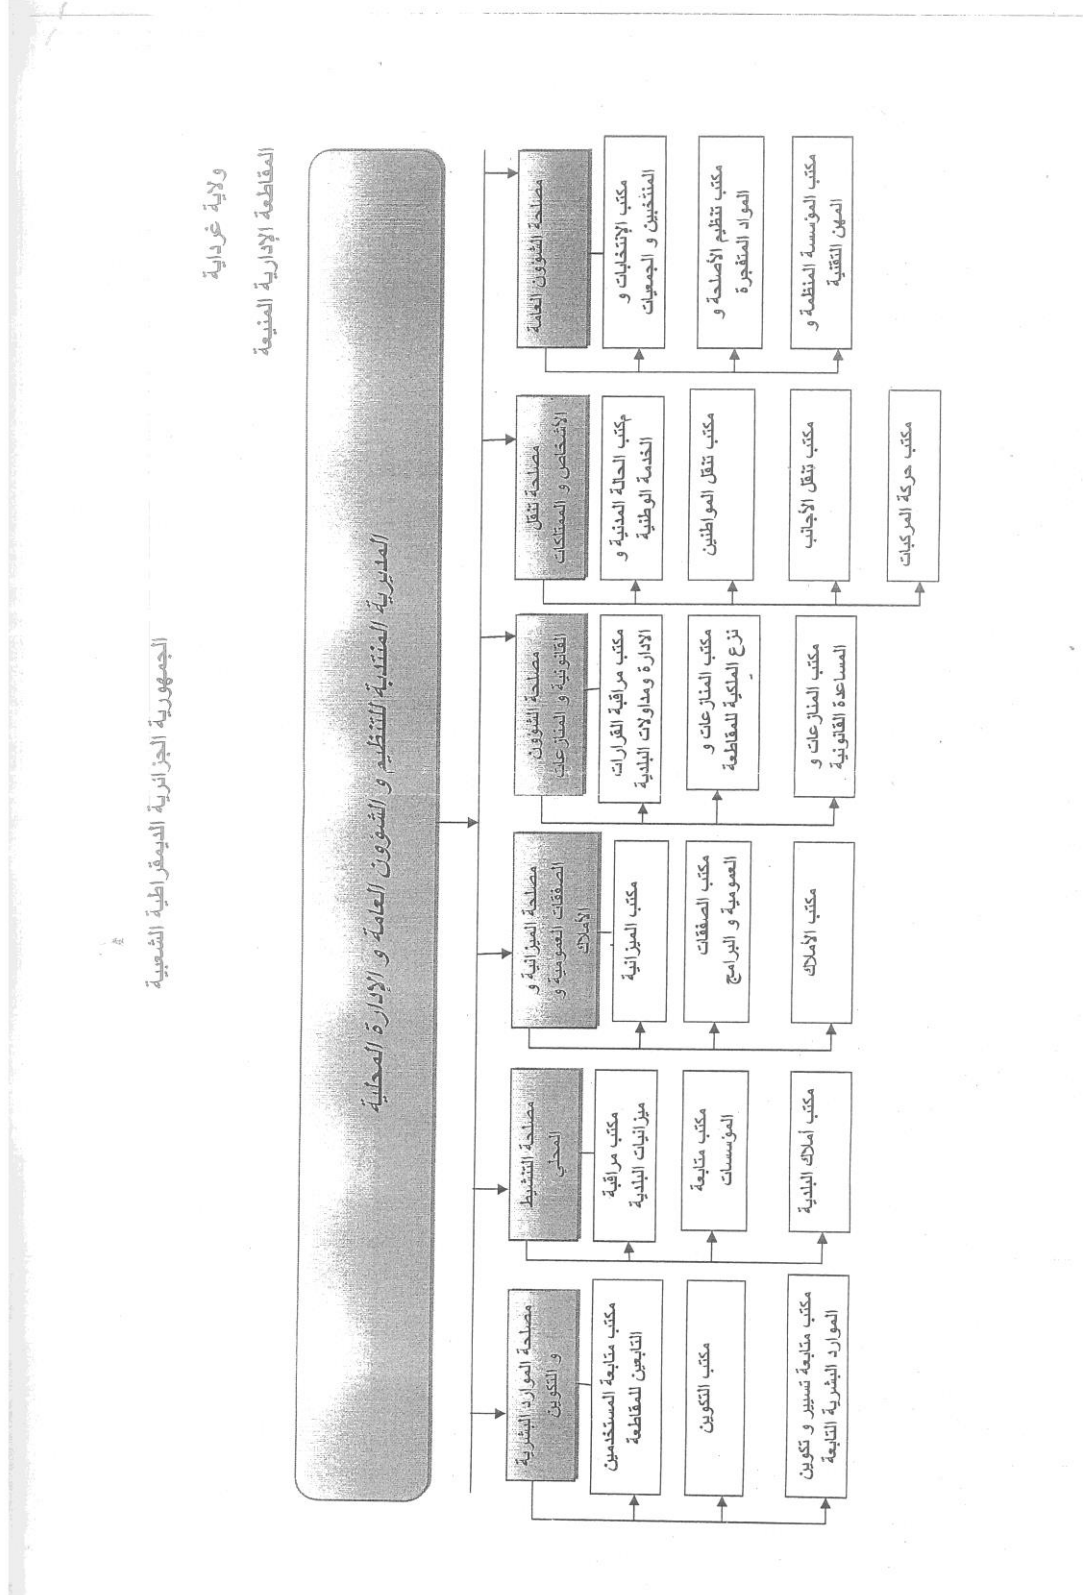 الجمهورية الجزائرية الديمقراطية الشعبية
ولاية غرداية
المقاطعة الإدارية المنيعة
المديرية المنتدبة للتنظيم و الشؤون العامة و الإدارة المحلية
مصلحة الشؤون العامة
مكتب الإنتخابات و
المنتخبين و الجمعيات
مكتب تنظيم الأصلحة و
المواد المتفجرة
مكتب المؤسسة المنظمة و
المهن التقنية
مصلحة تنقل
الأشخاص و الممتلكات
مكتب الحالة المدنية و
الخدمة الوطنية
مكتب تنقل المواطنين
مكتب تنقل الأجانب
مكتب حركة المركبات
مصلحة الشؤون
القانونية و المنازعات
مكتب مراقبة القرارات،
الادارة ومداولات البلدية
مكتب المنازعات و
نزع الملكية للمقاطعة
مكتب المنازعات و
المساعدة القانونية
مصلحة الميزانية و
الصفقات العمومية و
الأملاك
مكتب الميزانية
مكتب الصفقات
العمومية و البرامج
مكتب الأملاك
مصلحة التنشيط
المحلي
مكتب مراقبة
ميزانيات البلدية
مكتب متابعة
المؤسسات
مكتب أملاك البلدية
مصلحة الموارد البشرية
و التكوين
مكتب متابعة المستخدمين
التابعين للمقاطعة
مكتب التكوين
مكتب متابعة تسيير و تكوين
الموارد البشرية التابعة